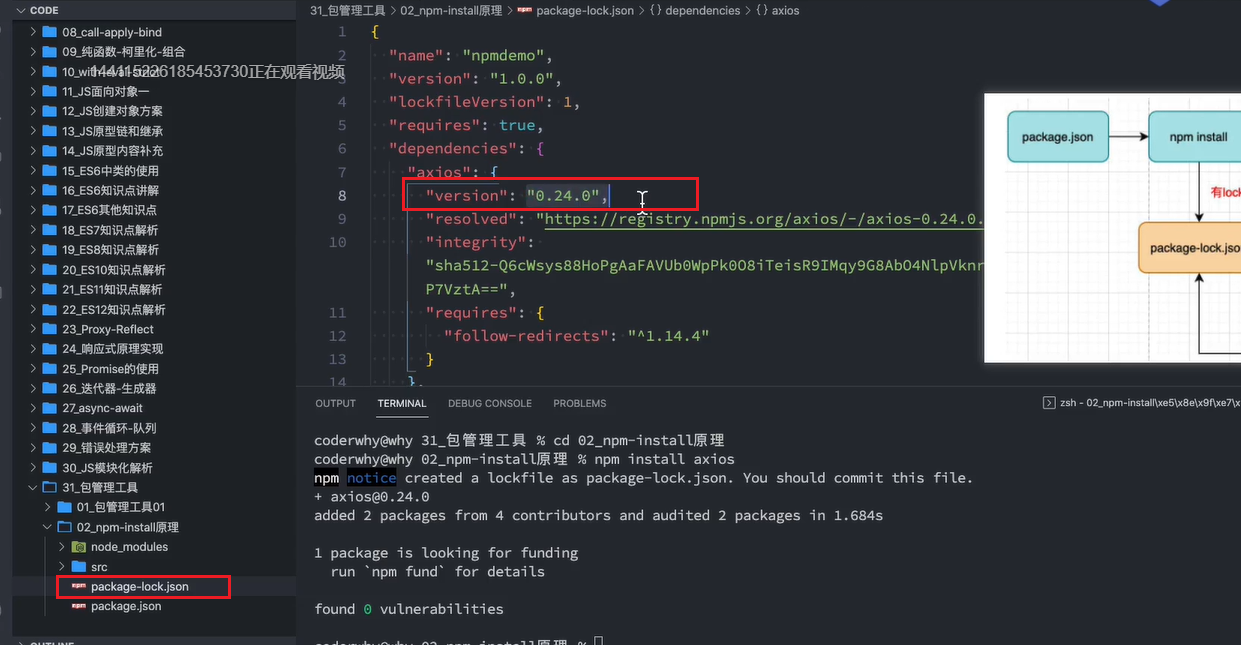 CODE
08_call-apply-bind
09_纯函数-柯里化-组合
144115226185453730正在观看视频
11_JS面向对象一
12_JS创建对象方案
13_JS原型链和继承
14_JS原型内容补充
15_ES6中类的使用
16_ES6知识点讲解
17_ES6其他知识点
18_ES7知识点解析
19_ES8知识点解析
20_ES10知识点解析
21_ES11知识点解析
22_ES12知识点解析
23_Proxy-Reflect
24_响应式原理实现
25_Promise的使用
26_迭代器-生成器
27_async-await
28_事件循环-队列
29_错误处理方案
30_JS模块化解析
31_包管理工具
01_包管理工具01
02_npm-install原理
node_modules
src
package-lock.json
package.json
OUTLINE
31_包管理工具 > 02_npm-install原理 > package-lock.json > {} dependencies > {} axios
1 {
2 "name": "npmdemo",
3 "version": "1.0.0",
4 "lockfileVersion": 1,
5 "requires": true,
6 "dependencies": {
7 "axios": {
8 "version": "0.24.0",
9 "resolved": "https://registry.npmjs.org/axios/-/axios-0.24.0.
10 "integrity":
"sha512-Q6cWsys88HoPgAaFAVUb0WpPk0O8iTeisR9IMqy9G8AbO4NlpVknr
P7VztA==",
11 "requires": {
12 "follow-redirects": "^1.14.4"
13 }
14 },
package.json
npm install
有lock
package-lock.jso
OUTPUT TERMINAL DEBUG CONSOLE PROBLEMS
zsh - 02_npm-install\xe5\x8e\x9f\xe7\x
coderwhy@why 31_包管理工具 % cd 02_npm-install原理
coderwhy@why 02_npm-install原理 % npm install axios
npm notice created a lockfile as package-lock.json. You should commit this file.
+ axios@0.24.0
added 2 packages from 4 contributors and audited 2 packages in 1.684s
1 package is looking for funding
run `npm fund` for details
found 0 vulnerabilities
coderwhy@why 02_npm-install原理 %